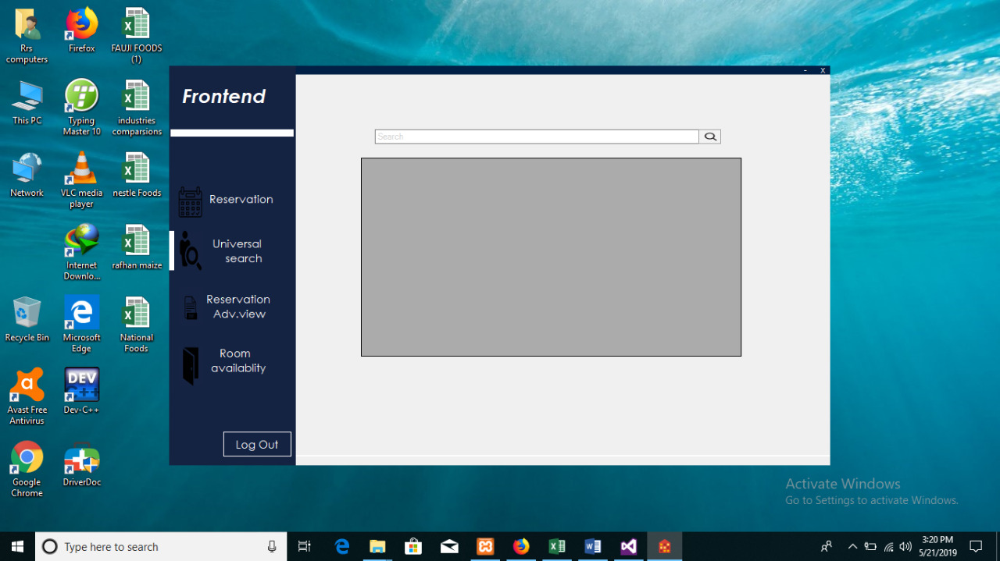 Rrs
computers
Firefox
FAUJI FOODS
(1)
This PC
Typing
Master 10
industries
comparsions
Network
VLC media
player
nestle Foods
Internet
Downlo...
rafhan maize
Recycle Bin
Microsoft
Edge
National
Foods
Avast Free
Antivirus
DEV
C++
Dev-C++
Google
Chrome
DriverDoc
- X
Frontend
Search
Reservation
Universal
search
Reservation
Adv.view
Room
availablity
Log Out
Activate Windows
Go to Settings to activate Windows.
Type here to search
3:20 PM
5/21/2019